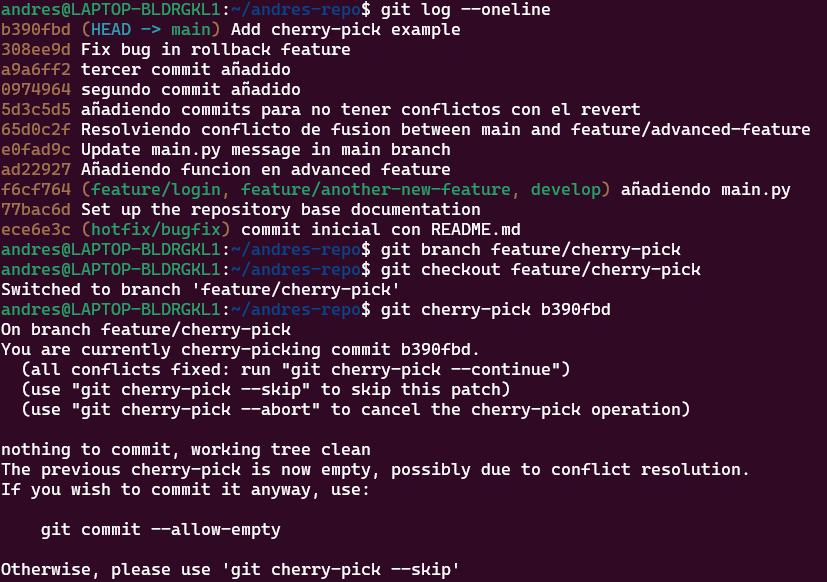 andres@LAPTOP-BLDRGKL1:~/andres-repo$ git log --oneline
b390fbd (HEAD -> main) Add cherry-pick example
308ee9d Fix bug in rollback feature
a9a6ff2 tercer commit añadido
0974964 segundo commit añadido
5d3c5d5 añadiendo commits para no tener conflictos con el revert
65d0c2f Resolviendo conflicto de fusion between main and feature/advanced-feature
e0fad9c Update main.py message in main branch
ad22927 Añadiendo funcion en advanced feature
f6cf764 (feature/login, feature/another-new-feature, develop) añadiendo main.py
77bac6d Set up the repository base documentation
ece6e3c (hotfix/bugfix) commit inicial con README.md
andres@LAPTOP-BLDRGKL1:~/andres-repo$ git branch feature/cherry-pick
andres@LAPTOP-BLDRGKL1:~/andres-repo$ git checkout feature/cherry-pick
Switched to branch 'feature/cherry-pick'
andres@LAPTOP-BLDRGKL1:~/andres-repo$ git cherry-pick b390fbd
On branch feature/cherry-pick
You are currently cherry-picking commit b390fbd.
  (all conflicts fixed: run "git cherry-pick --continue")
  (use "git cherry-pick --skip" to skip this patch)
  (use "git cherry-pick --abort" to cancel the cherry-pick operation)

nothing to commit, working tree clean
The previous cherry-pick is now empty, possibly due to conflict resolution.
If you wish to commit it anyway, use:

    git commit --allow-empty

Otherwise, please use 'git cherry-pick --skip'